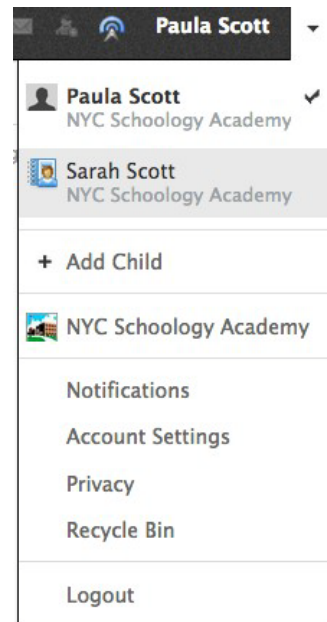 Paula Scott
Paula Scott
NYC Schoology Academy
Sarah Scott
NYC Schoology Academy
+ Add Child
NYC Schoology Academy
Notifications
Account Settings
Privacy
Recycle Bin
Logout